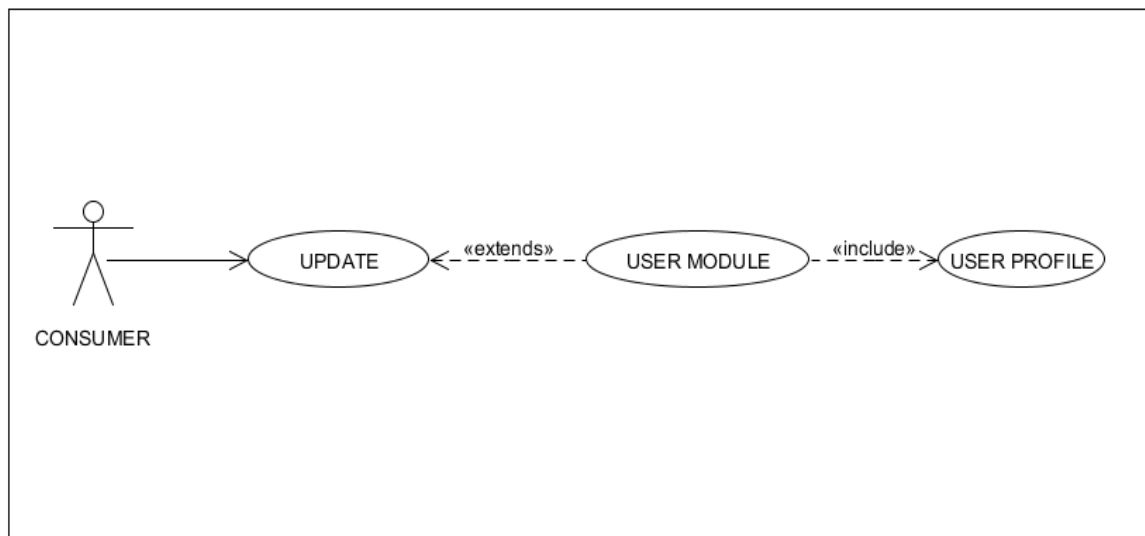 UPDATE
«extends»
USER MODULE
«include»
USER PROFILE
CONSUMER